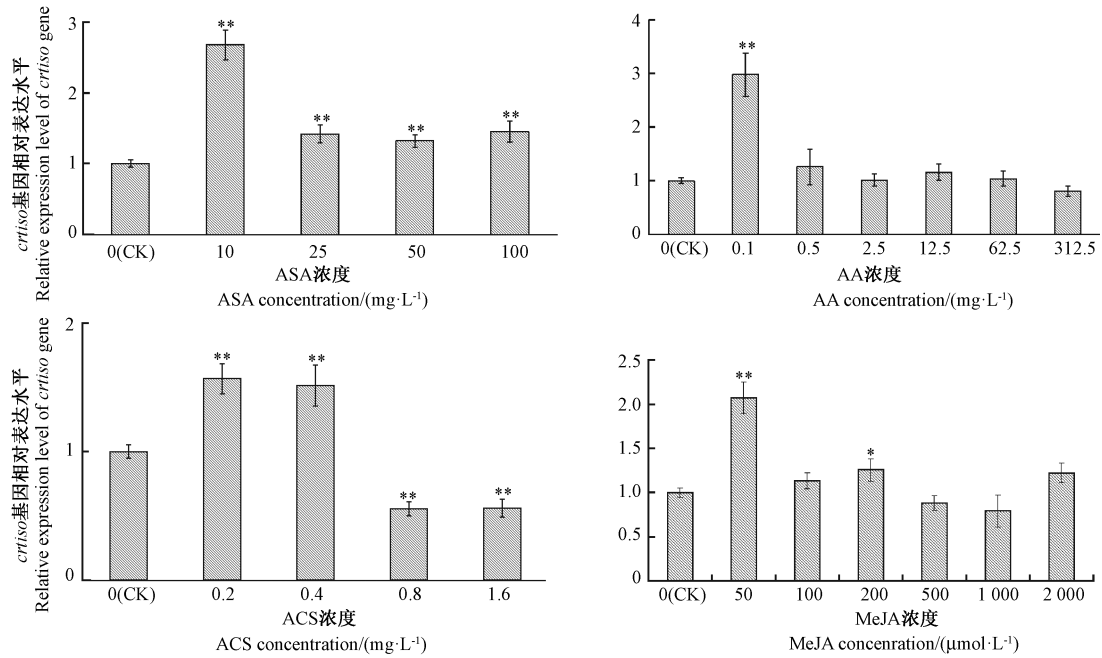 crtiso基因相对表达水平
Relative expression level of crtiso gene
3
2
1
0
**
**
**
**
0(CK) 10 25 50 100
ASA浓度
ASA concentration/(mg·L-1)
4
3
2
1
0
**
0(CK) 0.1 0.5 2.5 12.5 62.5 312.5
AA浓度
AA concentration/(mg·L-1)
crtiso基因相对表达水平
Relative expression level of crtiso gene
2
1
0
**
**
**
**
0(CK) 0.2 0.4 0.8 1.6
ACS浓度
ACS concentration/(mg·L-1)
2.5
2.0
1.5
1.0
0.5
0
**
*
0(CK) 50 100 200 500 1 000 2 000
MeJA浓度
MeJA concenration/(μmol·L-1)